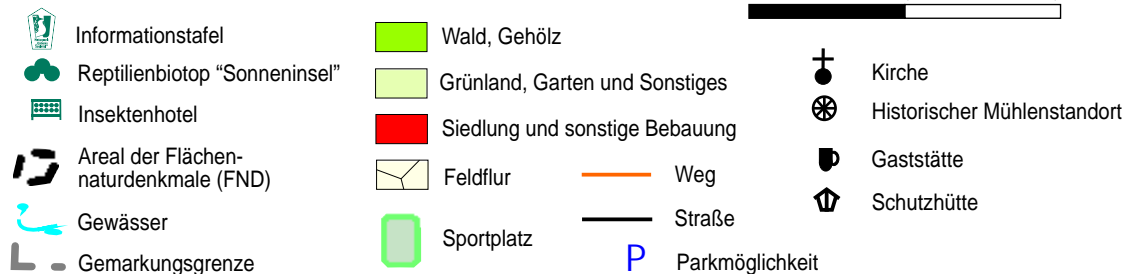 Informationstafel
Reptilienbiotop “Sonneninsel”
Insektenhotel
Areal der Flächen-
naturdenkmale (FND)
Gewässer
Gemarkungsgrenze
Wald, Gehölz
Grünland, Garten und Sonstiges
Siedlung und sonstige Bebauung
Feldflur
Sportplatz
Weg
Straße
P Parkmöglichkeit
Kirche
Historischer Mühlenstandort
Gaststätte
Schutzhütte